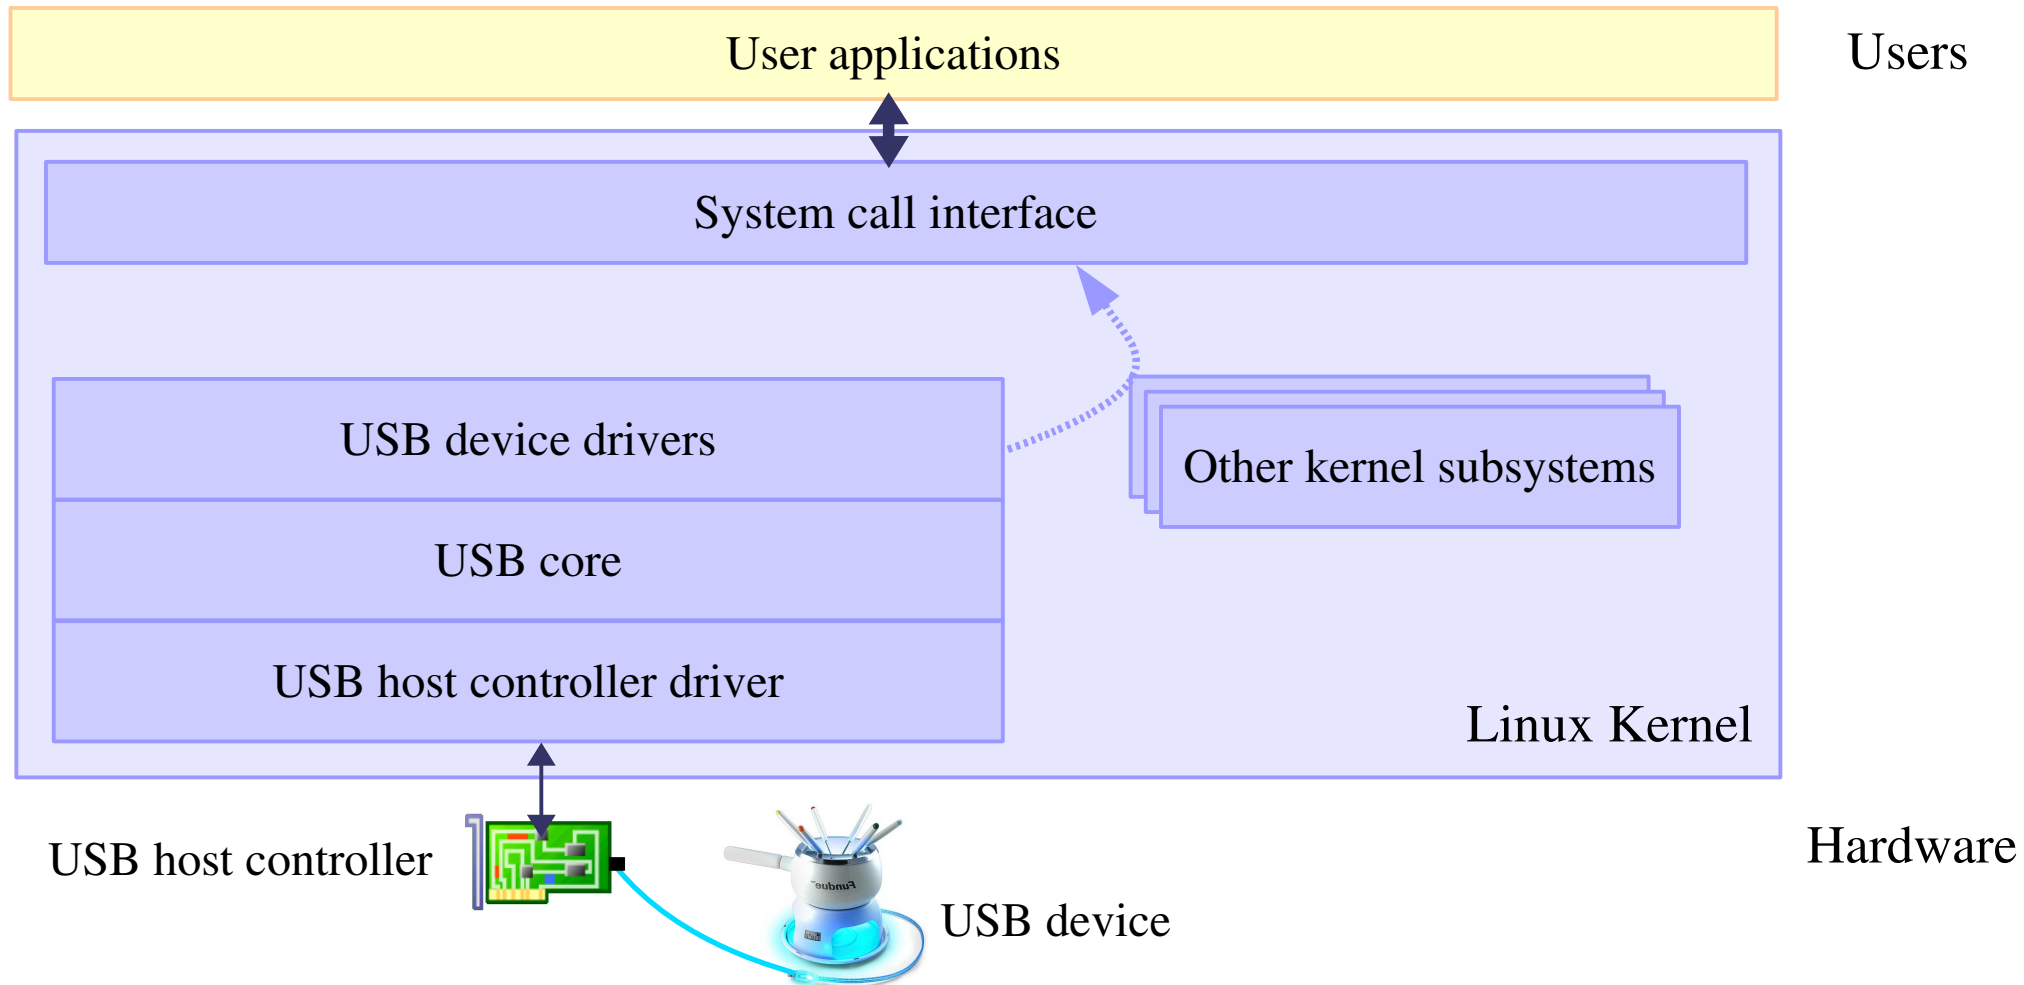 User applications
Users
System call interface
USB device drivers
Other kernel subsystems
USB core
USB host controller driver
Linux Kernel
USB host controller
Fundue
USB device
Hardware